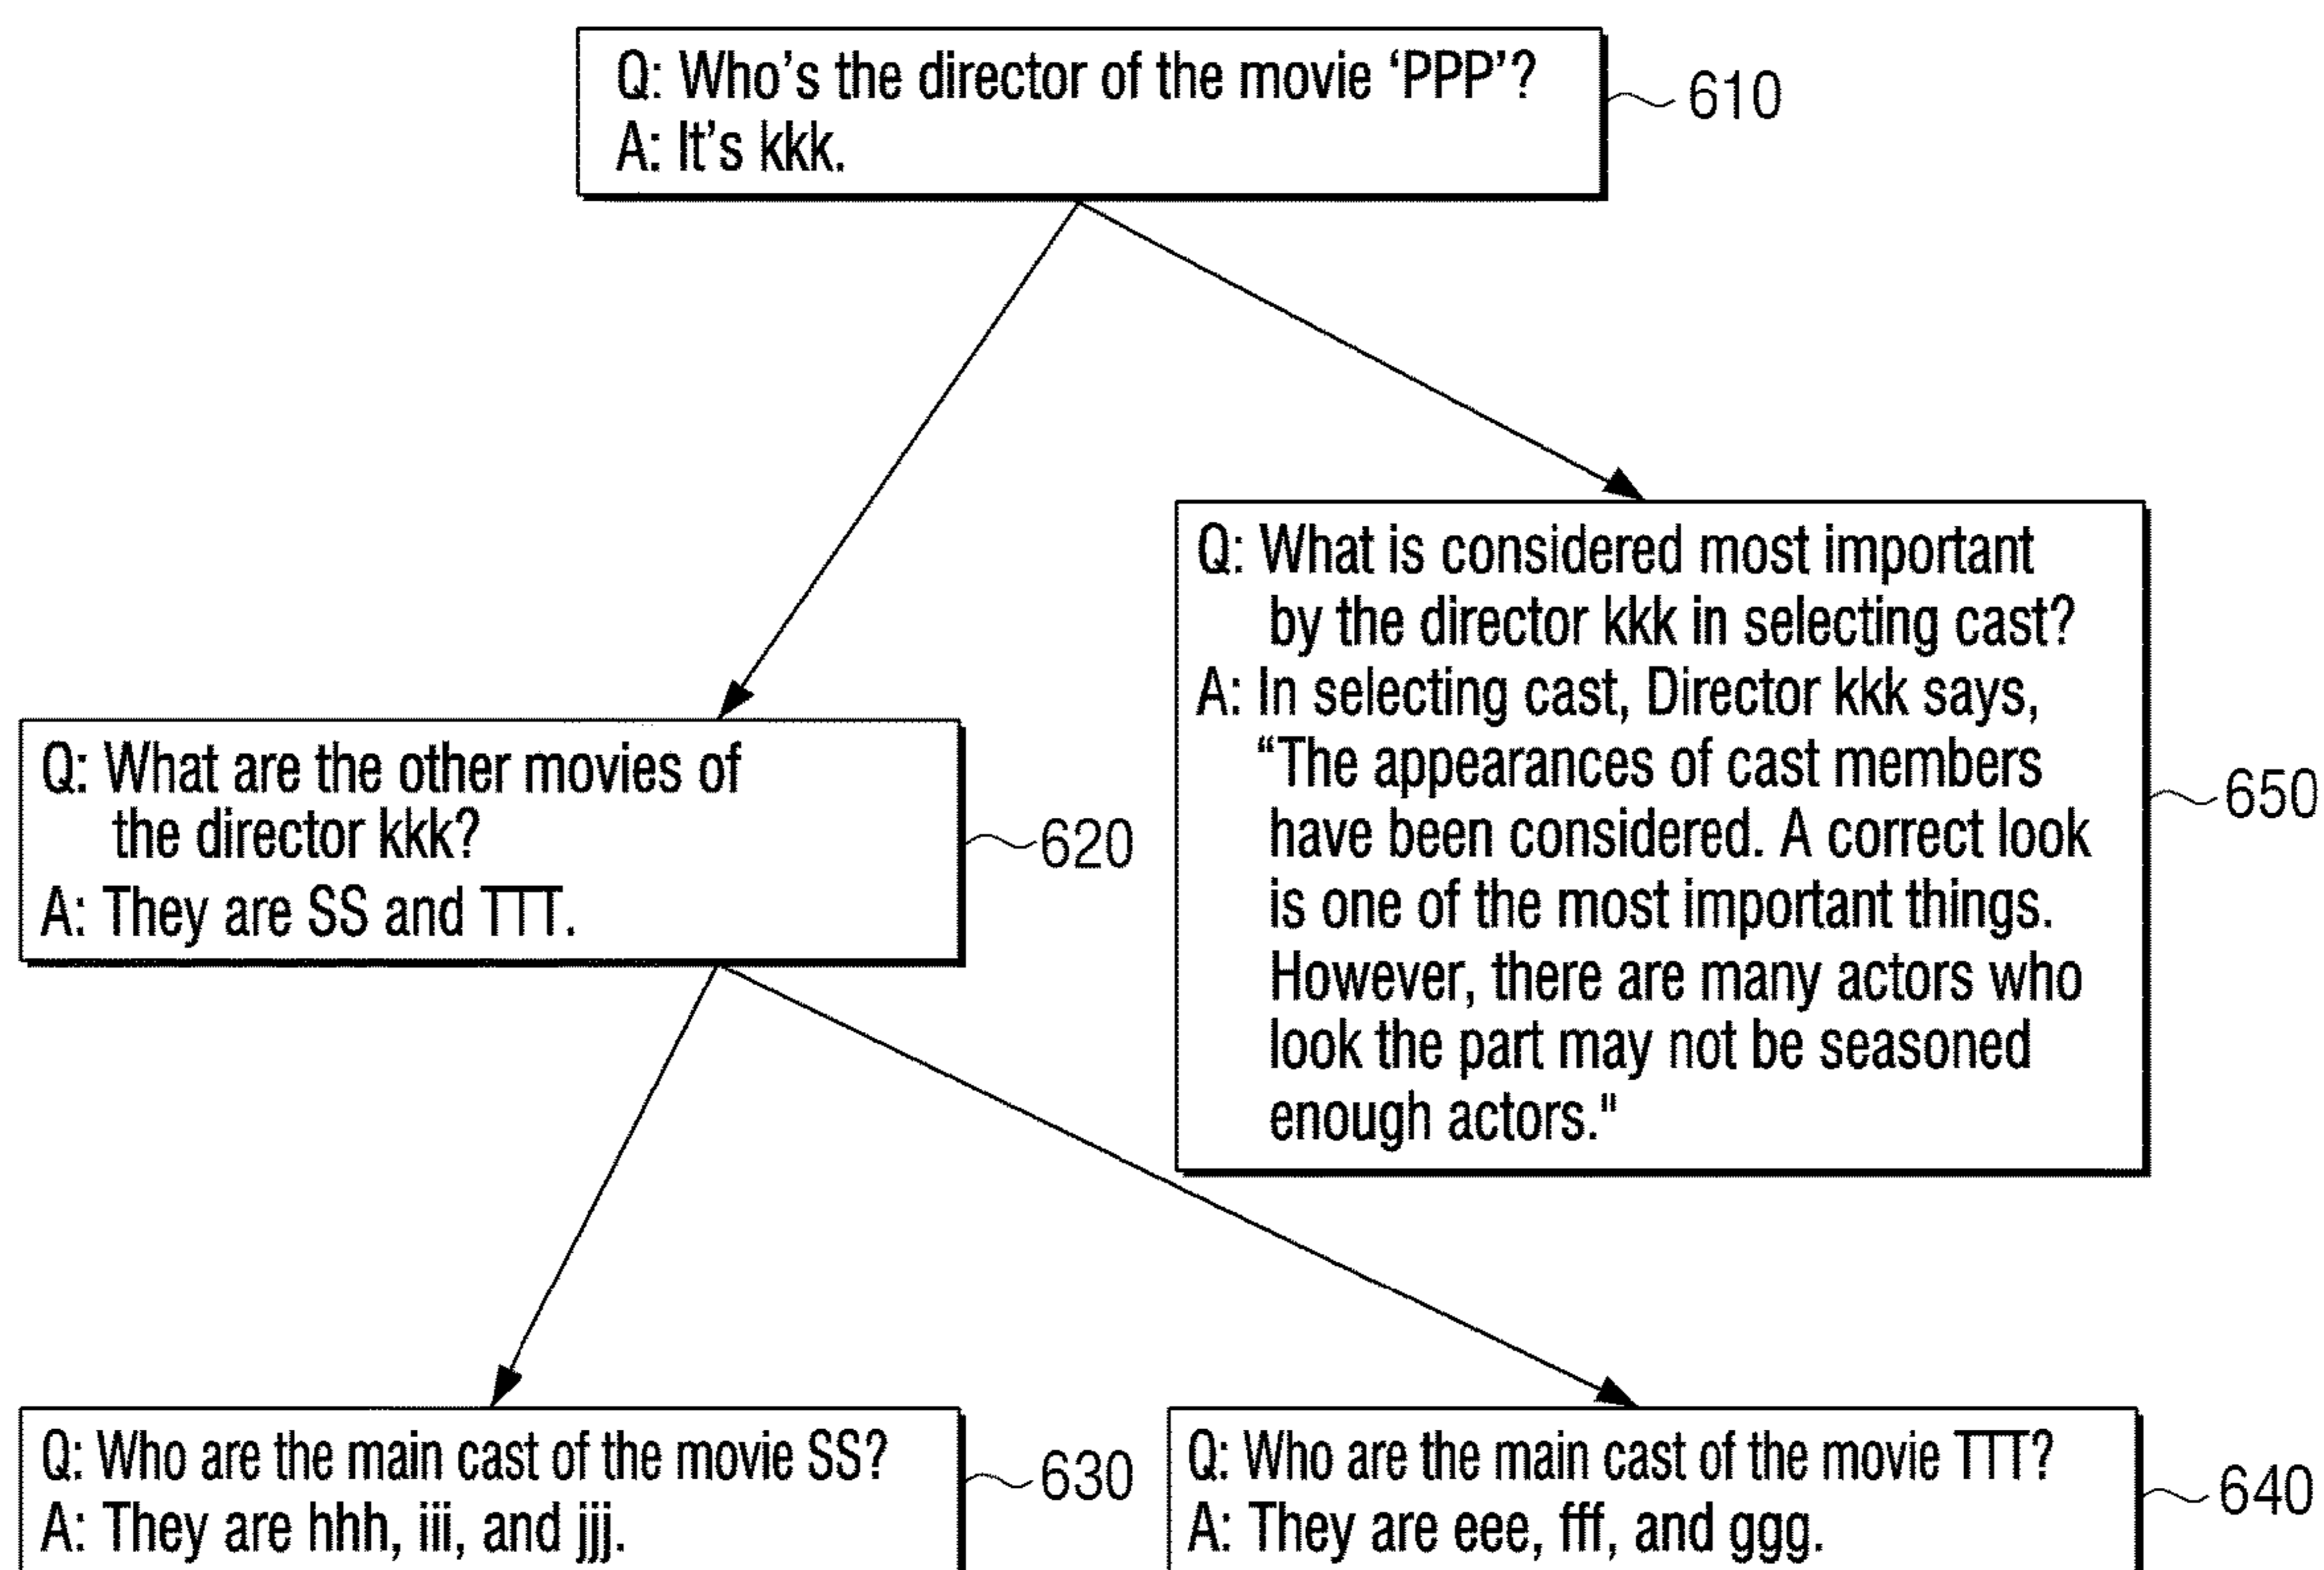 Q: Who's the director of the movie ‘PPP’?
A: It's kkk.
610
Q: What is considered most important
by the director kkk in selecting cast?
A: In selecting cast, Director kkk says,
“The appearances of cast members
have been considered. A correct look
is one of the most important things.
However, there are many actors who
look the part may not be seasoned
enough actors."
650
Q: What are the other movies of
the director kkk?
A: They are SS and TTT.
620
Q: Who are the main cast of the movie SS?
A: They are hhh, iii, and jjj.
630
Q: Who are the main cast of the movie TTT?
A: They are eee, fff, and ggg.
640